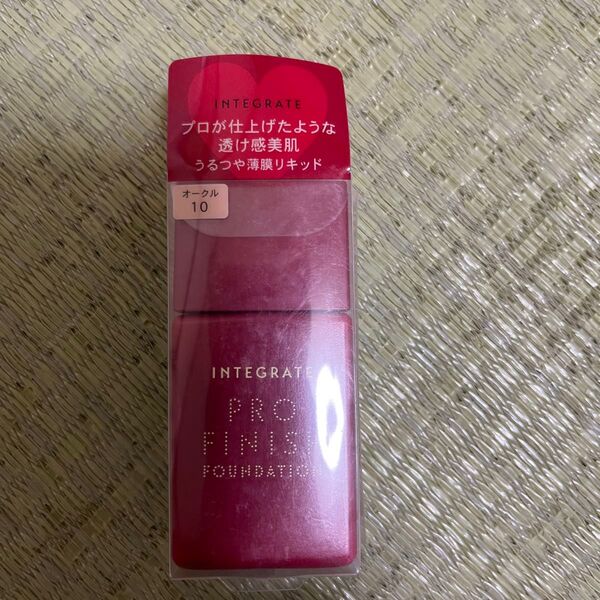 INTEGRATE
プロが仕上げたような
透け感美肌
うるつや薄膜リキッド
オークル
10
INTEGRATE
PRO
FINISH
FOUNDATION